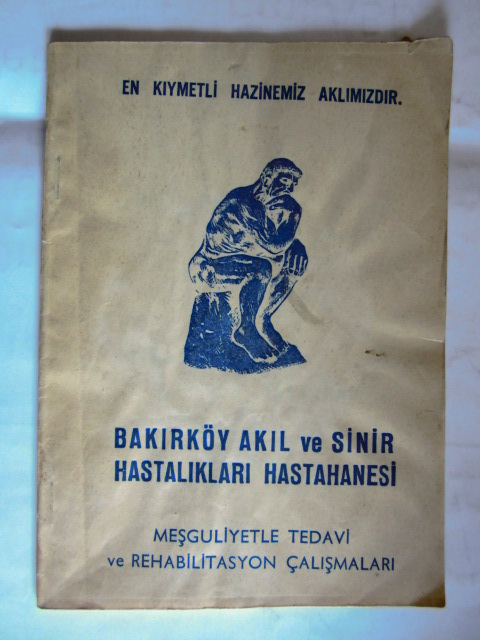 EN KIYMETLİ HAZİNEMİZ AKLIMIZDIR.
BAKIRKÖY AKIL ve SİNİR
HASTALIKLARI HASTAHANESİ
MEŞGULİYETLE TEDAVİ
ve REHABİLİTASYON ÇALIŞMALARI